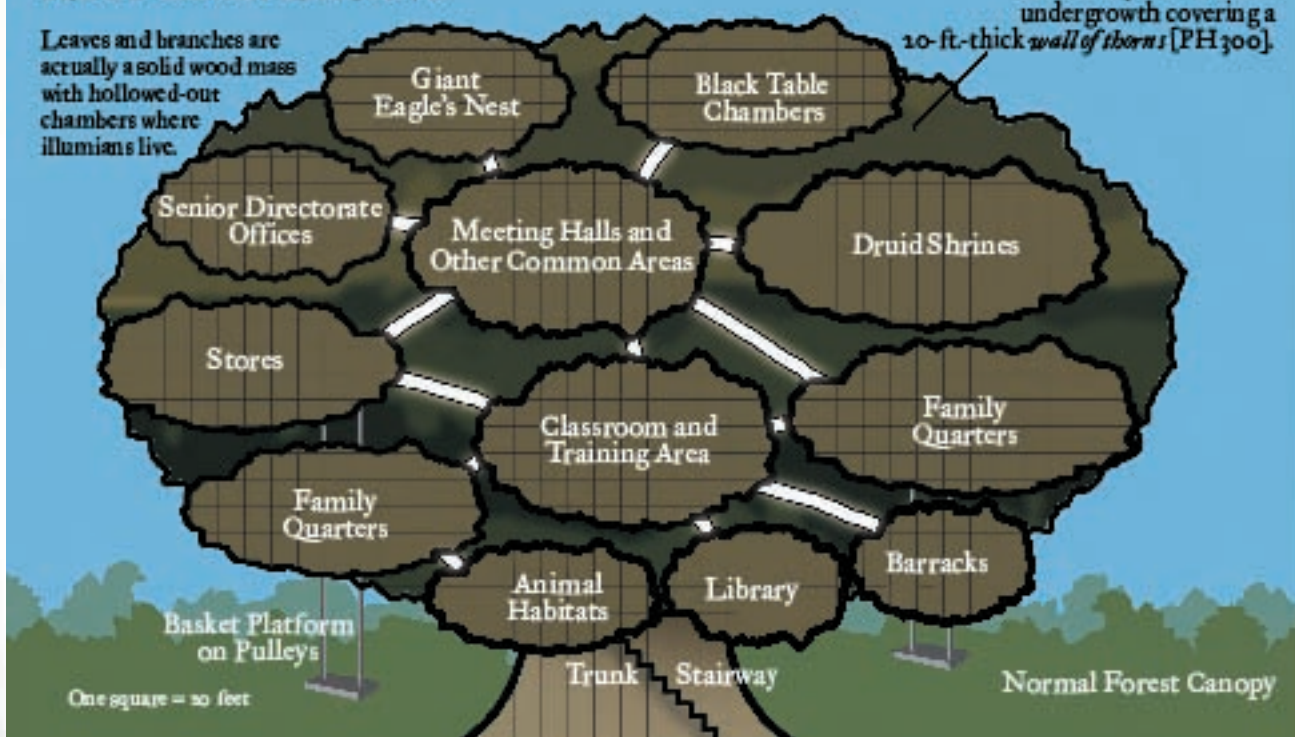 undergrowth covering a
20-ft.-thick wall of thorns [PH 300].
Leaves and branches are
actually a solid wood mass
with hollowed-out
chambers where
illumians live.
Giant
Eagle's Nest
Black Table
Chambers
Senior Directorate
Offices
Meeting Halls and
Other Common Areas
Druid Shrines
Stores
Classroom and
Training Area
Family
Quarters
Family
Quarters
Animal
Habitats
Library
Barracks
Basket Platform
on Pulleys
Trunk
Stairway
Normal Forest Canopy
One square = 20 feet